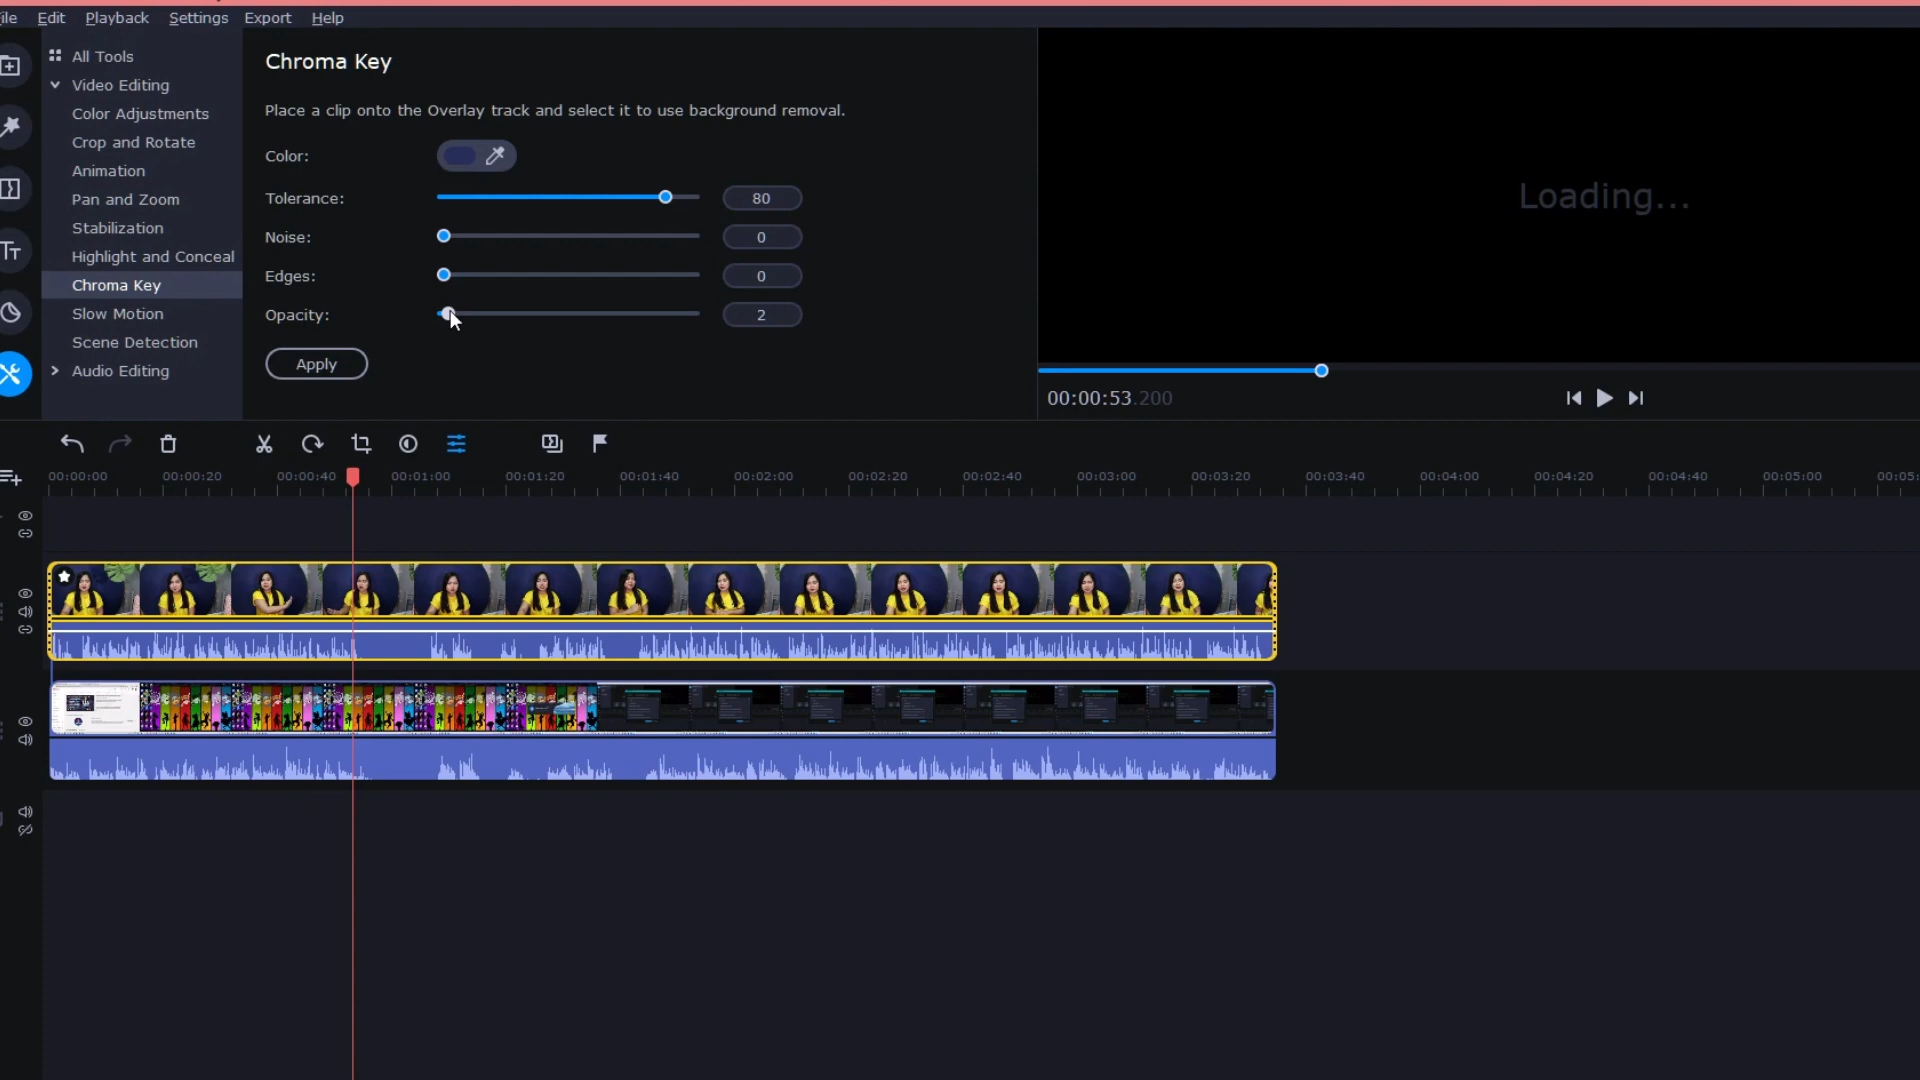 ile Edit Playback Settings Export Help
All Tools
Video Editing
Color Adjustments
Crop and Rotate
Animation
Pan and Zoom
Stabilization
Highlight and Conceal
Chroma Key
Slow Motion
Scene Detection
Audio Editing
Chroma Key
Place a clip onto the Overlay track and select it to use background removal.
Color:
Tolerance: 80
Noise: 0
Edges: 0
Opacity: 2
Apply
Loading...
00:00:53.200
00:00:00 00:00:20 00:00:40 00:01:00 00:01:20 00:01:40 00:02:00 00:02:20 00:02:40 00:03:00 00:03:20 00:03:40 00:04:00 00:04:20 00:04:40 00:05:00 00:05: